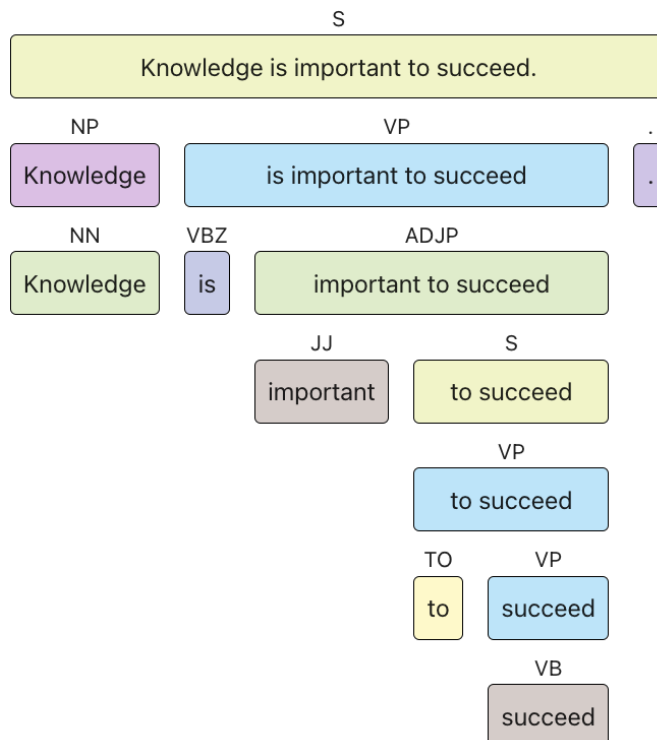 S
Knowledge is important to succeed.
NP VP .
Knowledge is important to succeed .
NN VBZ ADJP
Knowledge is important to succeed
JJ S
important to succeed
VP
to succeed
TO VP
to succeed
VB
succeed